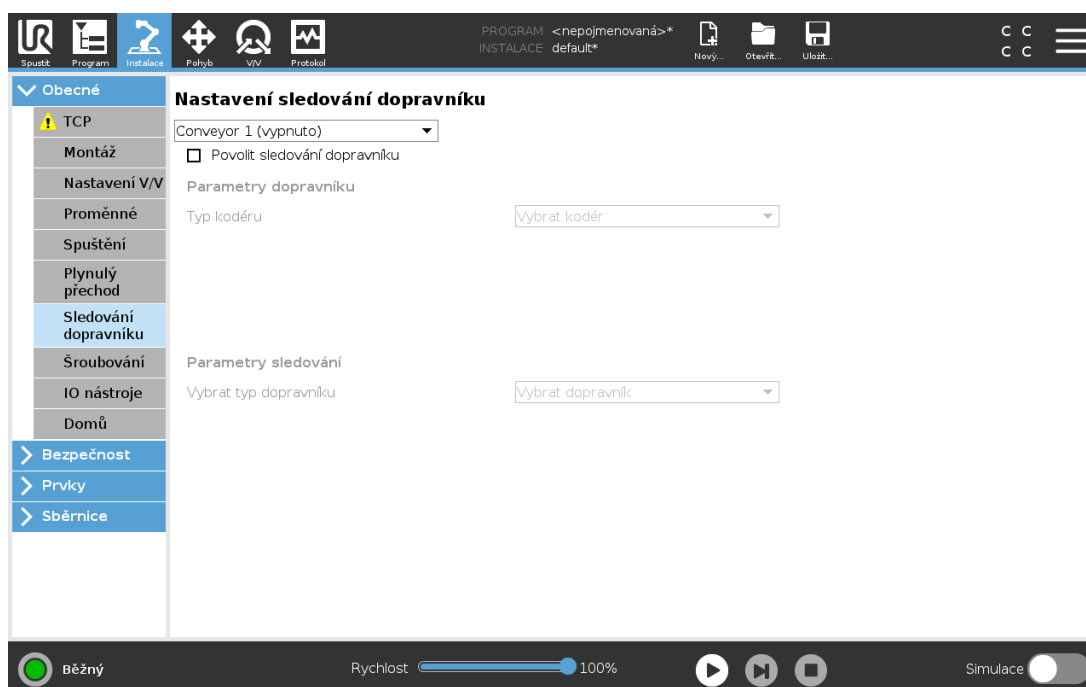 PROGRAM <nepojmenovaná>*
INSTALACE default*
C C
C C
Spustit Program Instalace Pohyb V/V Protokol Nový... Otevřít... Uložit...
Obecné
TCP
Montáž
Nastavení V/V
Proměnné
Spuštění
Plynulý
přechod
Sledování
dopravníku
Šroubování
IO nástroje
Domů
Bezpečnost
Prvky
Sběrnice
Nastavení sledování dopravníku
Conveyor 1 (vypnuto)
Povolit sledování dopravníku
Parametry dopravníku
Typ kodéru Vybrat kodér
Parametry sledování
Vybrat typ dopravníku Vybrat dopravník
Běžný Rychlost 100% Simulace